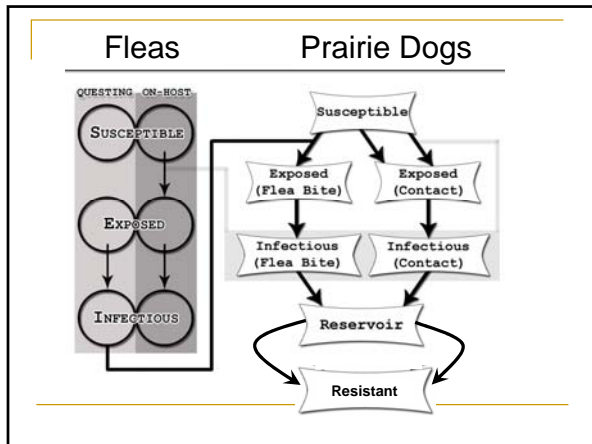 Fleas
Prairie Dogs
QUESTING ON-HOST
SUSCEPTIBLE
EXPOSED
INFECTIOUS
Susceptible
Exposed
(Flea Bite)
Exposed
(Contact)
Infectious
(Flea Bite)
Infectious
(Contact)
Reservoir
Resistant